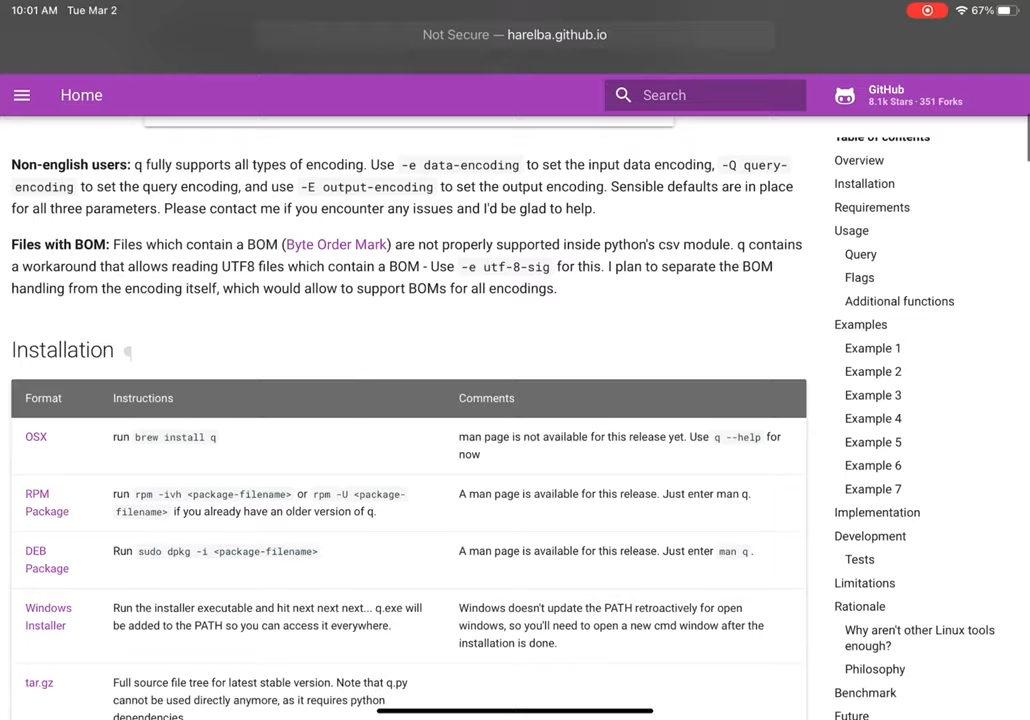 10:01 AM Tue Mar 2
67%
Not Secure — harelba.github.io
Home
Search
GitHub
8.1k Stars · 351 Forks
Non-english users: q fully supports all types of encoding. Use -e data-encoding to set the input data encoding, -Q query-
encoding to set the query encoding, and use -E output-encoding to set the output encoding. Sensible defaults are in place
for all three parameters. Please contact me if you encounter any issues and I'd be glad to help.
Files with BOM: Files which contain a BOM (Byte Order Mark) are not properly supported inside python's csv module. q contains
a workaround that allows reading UTF8 files which contain a BOM - Use -e utf-8-sig for this. I plan to separate the BOM
handling from the encoding itself, which would allow to support BOMs for all encodings.
Installation ¶
Format Instructions Comments
OSX run brew install q man page is not available for this release yet. Use q --help for
now
RPM run rpm -ivh <package-filename> or rpm -U <package- A man page is available for this release. Just enter man q.
Package filename> if you already have an older version of q.
DEB Run sudo dpkg -i <package-filename> A man page is available for this release. Just enter man q.
Package
Windows Run the installer executable and hit next next next... q.exe will Windows doesn't update the PATH retroactively for open
Installer be added to the PATH so you can access it everywhere. windows, so you'll need to open a new cmd window after the
installation is done.
tar.gz Full source file tree for latest stable version. Note that q.py
cannot be used directly anymore, as it requires python
dependencies
Table of contents
Overview
Installation
Requirements
Usage
Query
Flags
Additional functions
Examples
Example 1
Example 2
Example 3
Example 4
Example 5
Example 6
Example 7
Implementation
Development
Tests
Limitations
Rationale
Why aren't other Linux tools
enough?
Philosophy
Benchmark
Future